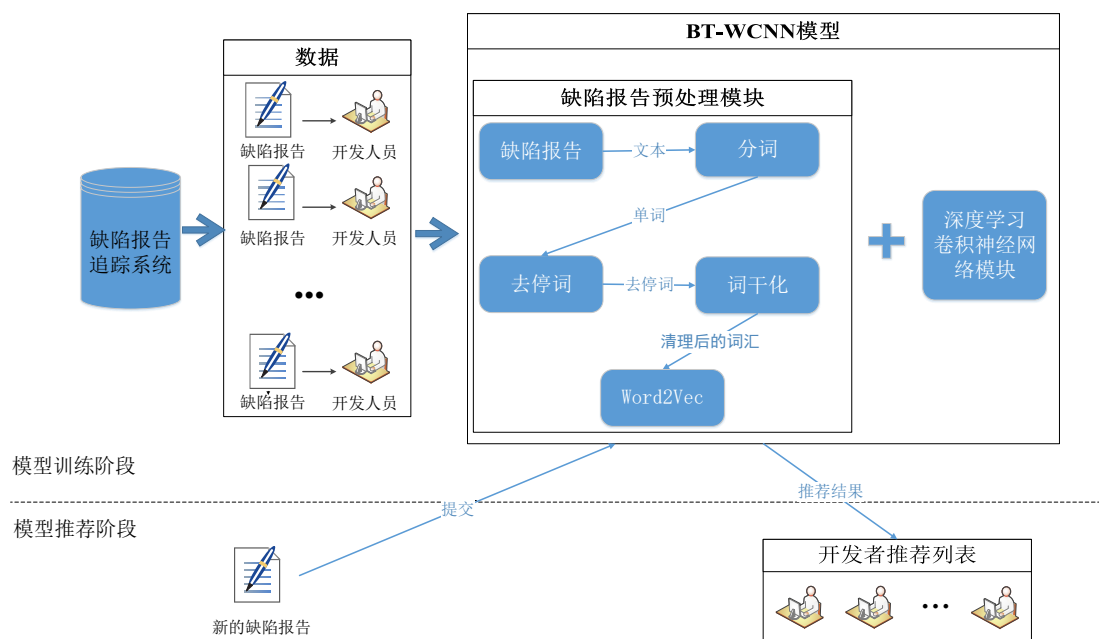 BT-WCNN模型
数据
缺陷报告预处理模块
缺陷报告
开发人员
缺陷报告
文本
分词
缺陷报告
开发人员
单词
缺陷报告
追踪系统
深度学习
卷积神经网
络模块
•••
去停词
去停词
词干化
清理后的词汇
缺陷报告
开发人员
Word2Vec
模型训练阶段
提交
推荐结果
模型推荐阶段
开发者推荐列表
•••
新的缺陷报告